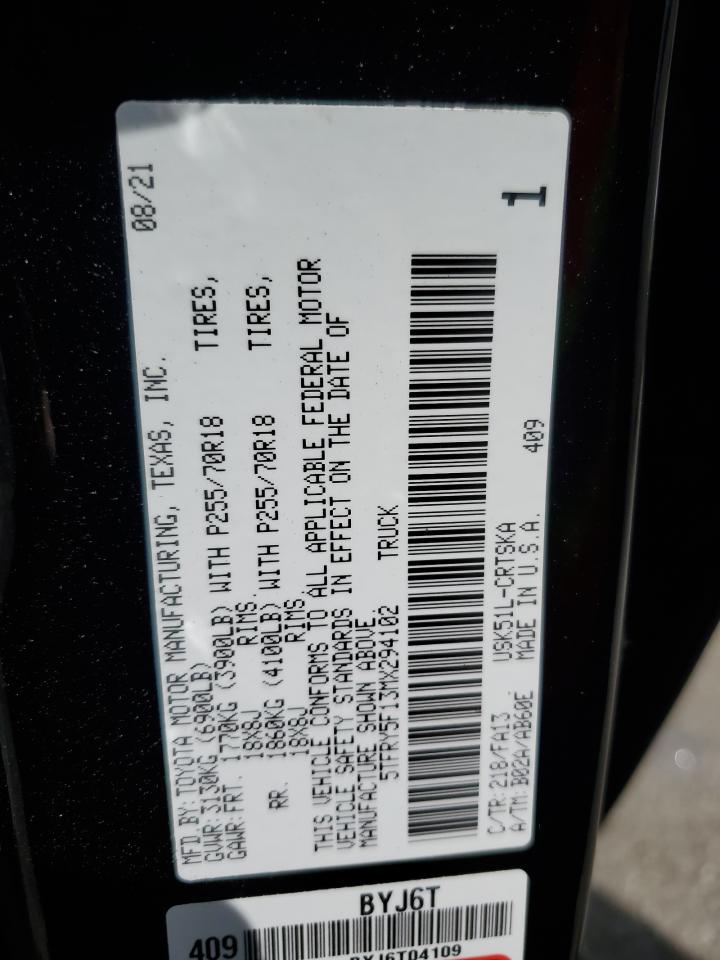 MFD BY:TOYOTA MOTOR MANUFACTURING, TEXAS, INC. 08/21
GVWR:3130KG(6900LB)
GAWR:FRT. 1770KG (3900LB) WITH P255/70R18 TIRES,
18X8J RIMS.
RR. 1860KG (4100LB) WITH P255/70R18 TIRES,
18X8J RIMS.
THIS VEHICLE CONFORMS TO ALL APPLICABLE FEDERAL MOTOR
VEHICLE SAFETY STANDARDS IN EFFECT ON THE DATE OF
MANUFACTURE SHOWN ABOVE.
5TFRY5F13MX294102 TRUCK
C/TR:218/FA13 USK51L-CRTSKA 409
A/TM:B02A/AB60E MADE IN U.S.A. 1
BYJ6T
409
BYJ6T04109